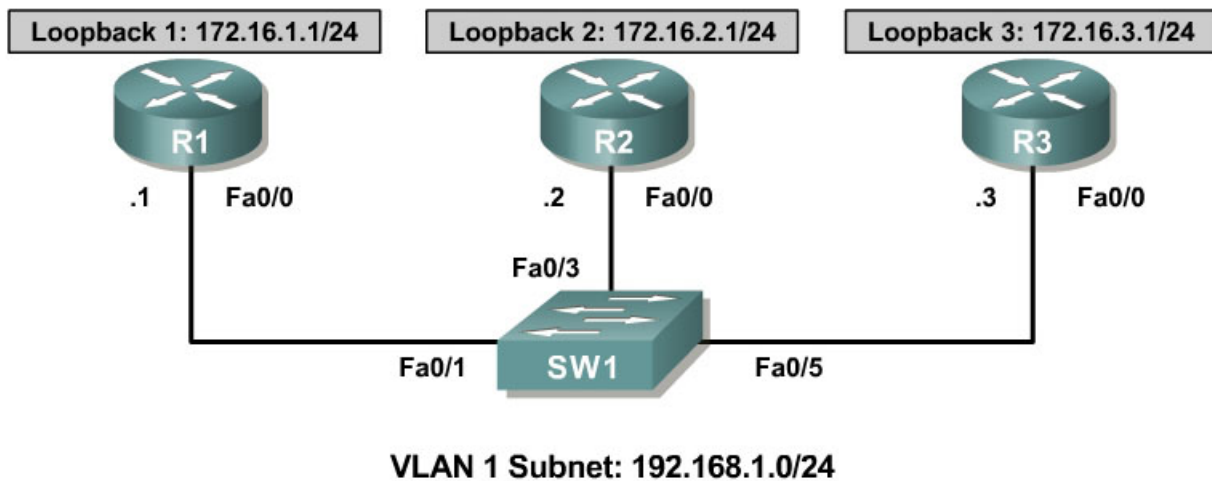 Loopback 1: 172.16.1.1/24
Loopback 2: 172.16.2.1/24
Loopback 3: 172.16.3.1/24
R1
R2
R3
.1
Fa0/0
.2
Fa0/0
.3
Fa0/0
Fa0/3
Fa0/1
SW1
Fa0/5
VLAN 1 Subnet: 192.168.1.0/24